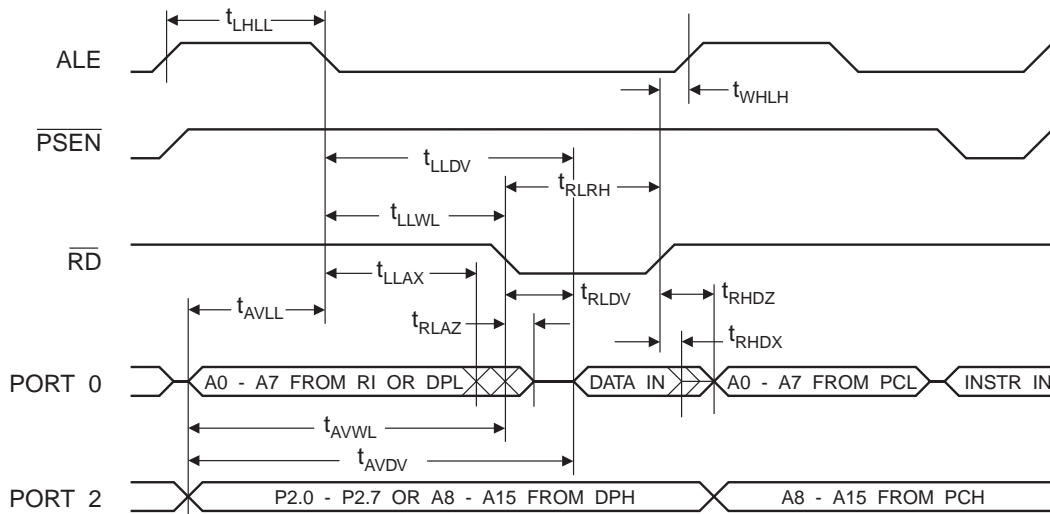 tLHLL
ALE
tWHLH
PSEN
tLLDV
tRLRH
tLLWL
RD
tLLAX
tRLDV
tRHDZ
tAVLL
tRLAZ
tRHDX
PORT 0
A0 - A7 FROM RI OR DPL
DATA IN
A0 - A7 FROM PCL
INSTR IN
tAVWL
tAVDV
PORT 2
P2.0 - P2.7 OR A8 - A15 FROM DPH
A8 - A15 FROM PCH